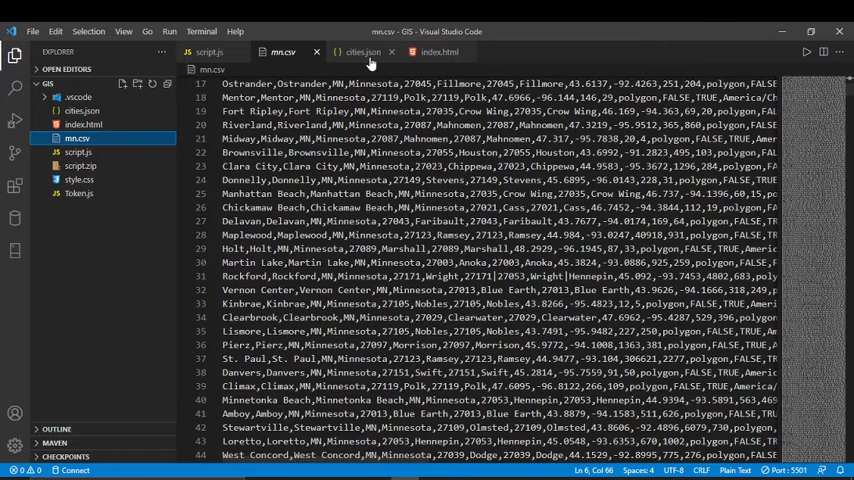 File Edit Selection View Go Run Terminal Help mn.csv - GIS - Visual Studio Code
EXPLORER script.js mn.csv cities.json index.html
OPEN EDITORS mn.csv
GIS
.vscode
cities.json
index.html
mn.csv
script.js
script.zip
style.css
Token.js
17 Ostrander,Ostrander,MN,Minnesota,27045,Fillmore,27045,Fillmore,43.6137,-92.4263,251,204,polygon,FALSE
18 Mentor,Mentor,MN,Minnesota,27119,Polk,27119,Polk,47.6966,-96.144,146,29,polygon,FALSE,TRUE,America/Ch
19 Fort Ripley,Fort Ripley,MN,Minnesota,27035,Crow Wing,27035,Crow Wing,46.169,-94.363,69,20,polygon,FAL
20 Riverland,Riverland,MN,Minnesota,27087,Mahnomen,27087,Mahnomen,47.3219,-95.9512,365,860,polygon,FALSE
21 Midway,Midway,MN,Minnesota,27087,Mahnomen,27087,Mahnomen,47.317,-95.7838,20,4,polygon,FALSE,TRUE,Amer
22 Brownsville,Brownsville,MN,Minnesota,27055,Houston,27055,Houston,43.6992,-91.2823,495,103,polygon,FAL
23 Clara City,Clara City,MN,Minnesota,27023,Chippewa,27023,Chippewa,44.9583,-95.3672,1296,284,polygon,FA
24 Donnelly,Donnelly,MN,Minnesota,27149,Stevens,27149,Stevens,45.6895,-96.0143,228,31,polygon,FALSE,TRUE
25 Manhattan Beach,Manhattan Beach,MN,Minnesota,27035,Crow Wing,27035,Crow Wing,46.737,-94.1396,60,15,po
26 Chickamaw Beach,Chickamaw Beach,MN,Minnesota,27021,Cass,27021,Cass,46.7452,-94.3844,112,19,polygon,FA
27 Delavan,Delavan,MN,Minnesota,27043,Faribault,27043,Faribault,43.7677,-94.0174,169,64,polygon,FALSE,TR
28 Maplewood,Maplewood,MN,Minnesota,27123,Ramsey,27123,Ramsey,44.984,-93.0247,40918,931,polygon,FALSE,TR
29 Holt,Holt,MN,Minnesota,27089,Marshall,27089,Marshall,48.2929,-96.1945,87,33,polygon,FALSE,TRUE,Americ
30 Martin Lake,Martin Lake,MN,Minnesota,27003,Anoka,27003,Anoka,45.3824,-93.0886,925,259,polygon,FALSE,T
31 Rockford,Rockford,MN,Minnesota,27171,Wright,27171|27053,Wright|Hennepin,45.092,-93.7453,4802,683,poly
32 Vernon Center,Vernon Center,MN,Minnesota,27013,Blue Earth,27013,Blue Earth,43.9626,-94.1666,318,249,p
33 Kinbrae,Kinbrae,MN,Minnesota,27105,Nobles,27105,Nobles,43.8266,-95.4823,12,5,polygon,FALSE,TRUE,Ameri
34 Clearbrook,Clearbrook,MN,Minnesota,27029,Clearwater,27029,Clearwater,47.6962,-95.4287,529,396,polygon
35 Lismore,Lismore,MN,Minnesota,27105,Nobles,27105,Nobles,43.7491,-95.9482,227,250,polygon,FALSE,TRUE,Am
36 Pierz,Pierz,MN,Minnesota,27097,Morrison,27097,Morrison,45.9772,-94.1008,1363,381,polygon,FALSE,TRUE,A
37 St. Paul,St. Paul,MN,Minnesota,27123,Ramsey,27123,Ramsey,44.9477,-93.104,306621,2277,polygon,FALSE,TR
38 Danvers,Danvers,MN,Minnesota,27151,Swift,27151,Swift,45.2814,-95.7559,91,50,polygon,FALSE,TRUE,Americ
39 Climax,Climax,MN,Minnesota,27119,Polk,27119,Polk,47.6095,-96.8122,266,109,polygon,FALSE,TRUE,America/
40 Minnetonka Beach,Minnetonka Beach,MN,Minnesota,27053,Hennepin,27053,Hennepin,44.9394,-93.5891,563,469
41 Amboy,Amboy,MN,Minnesota,27013,Blue Earth,27013,Blue Earth,43.8879,-94.1583,511,626,polygon,FALSE,TRU
42 Stewartville,Stewartville,MN,Minnesota,27109,Olmsted,27109,Olmsted,43.8606,-92.4896,6079,730,polygon,
43 Loretto,Loretto,MN,Minnesota,27053,Hennepin,27053,Hennepin,45.0548,-93.6353,670,1002,polygon,FALSE,TR
44 West Concord,West Concord,MN,Minnesota,27039,Dodge,27039,Dodge,44.1529,-92.8995,775,276,polygon,FALSE
OUTLINE
MAVEN
CHECKPOINTS
0 0 Connect Ln 6, Col 66 Spaces: 4 UTF-8 CRLF Plain Text Port : 5501